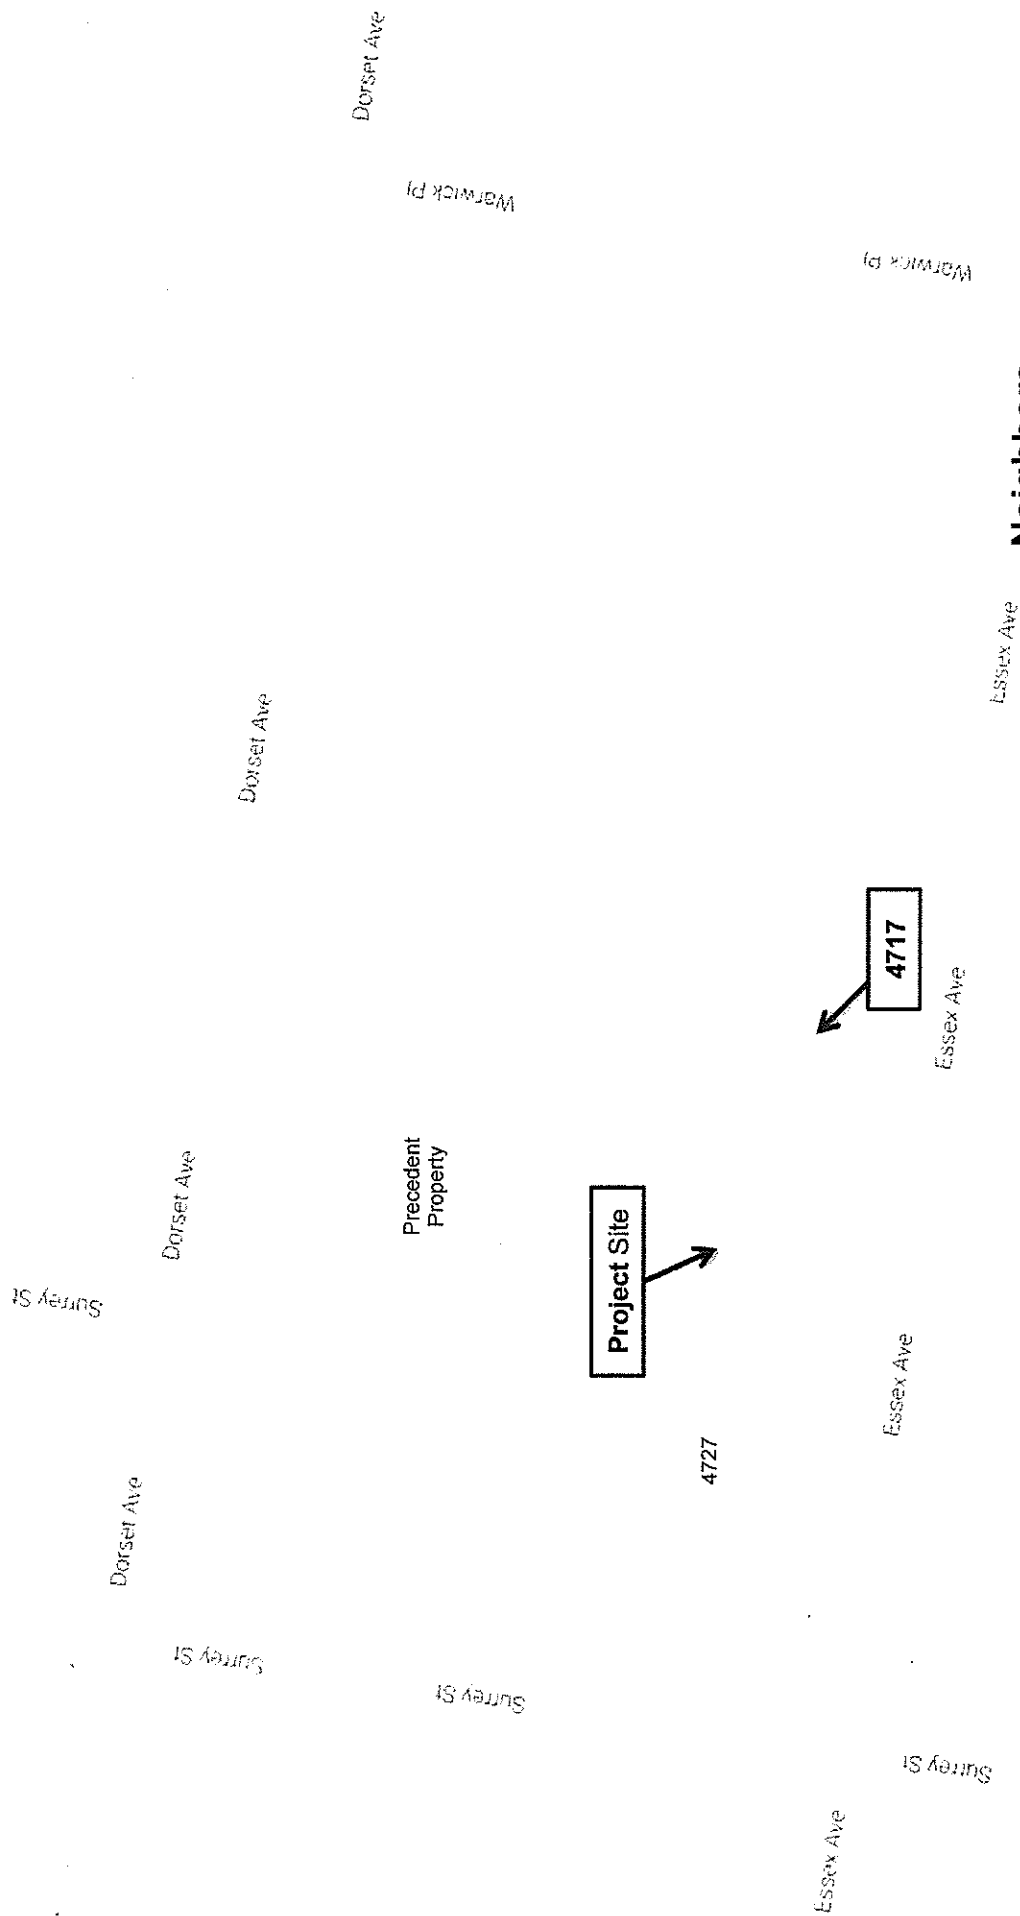 Surrey St
Dorset Ave
Dorset Ave
Surrey St
Dorset Ave
Dorset Ave
Precedent
Property
Warwick Pl
Surrey St
Project Site
4727
Essex Ave
4717
Essex Ave
Warwick Pl
Surrey St
Essex Ave
Essex Ave